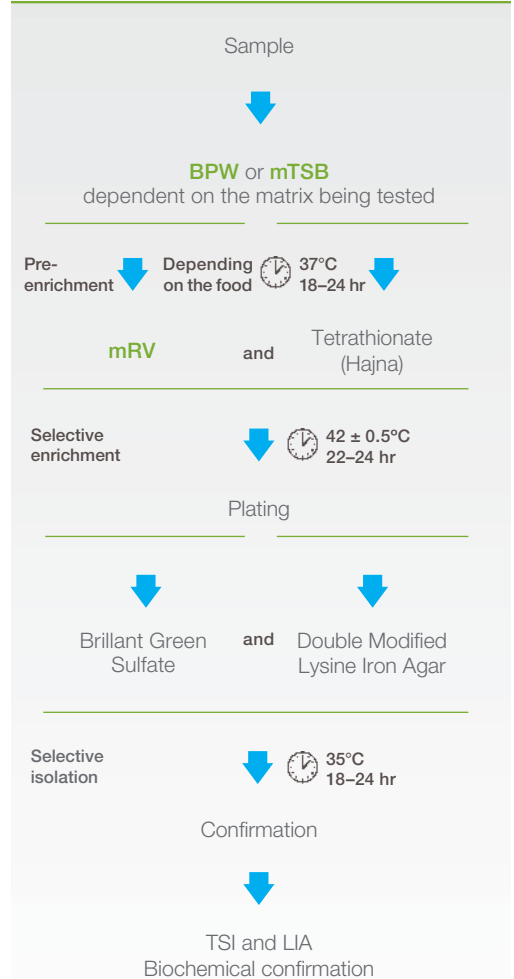 Sample
BPW or mTSB
dependent on the matrix being tested
Pre-
enrichment
Depending
on the food
37°C
18–24 hr
mRV
and
Tetrathionate
(Hajna)
Selective
enrichment
42 ± 0.5ºC
22–24 hr
Plating
Brillant Green
Sulfate
and
Double Modified
Lysine Iron Agar
Selective
isolation
35°C
18–24 hr
Confirmation
TSI and LIA
Biochemical confirmation